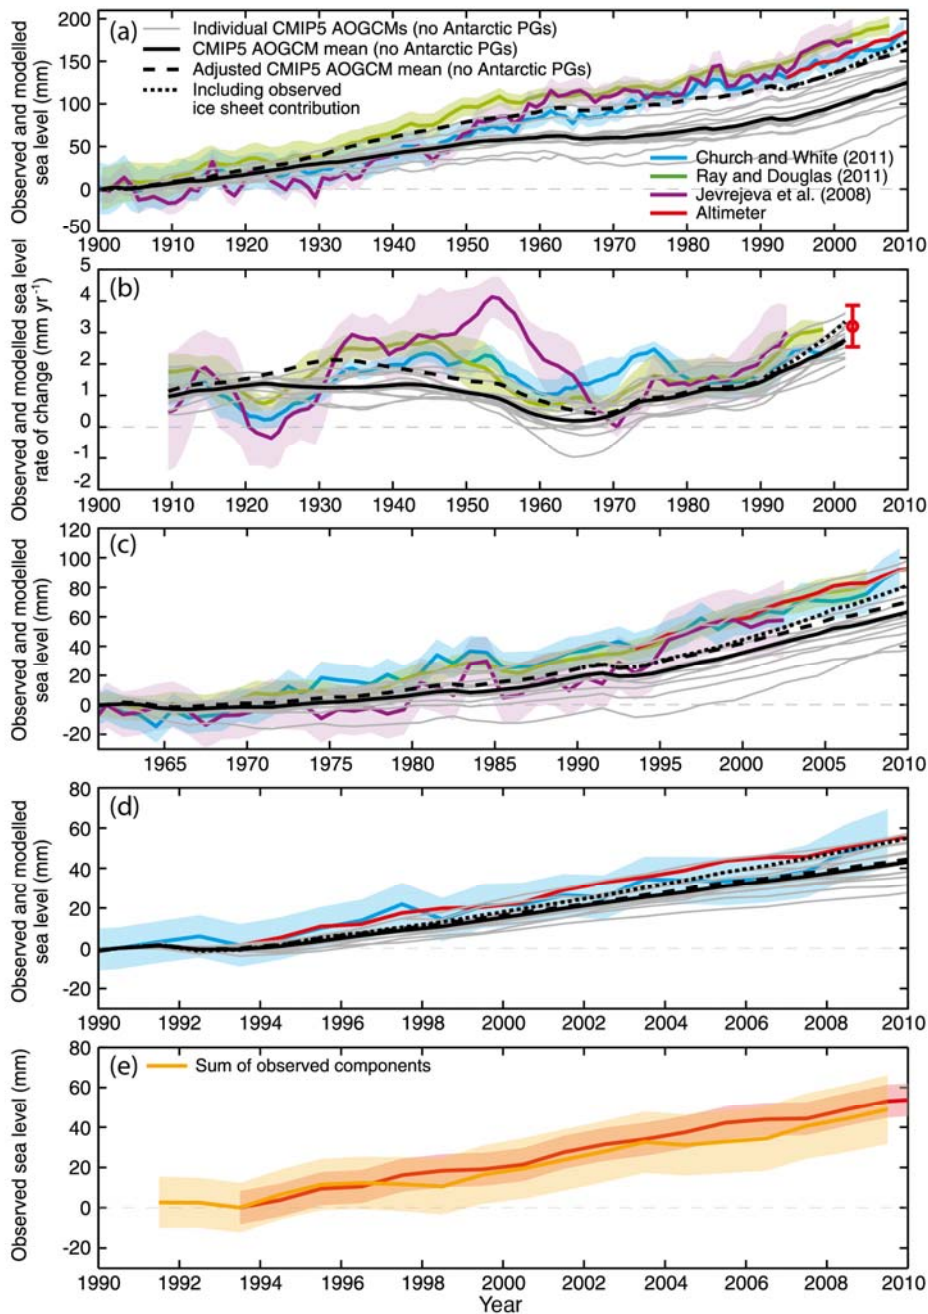 (a)
Individual CMIP5 AOGCMs (no Antarctic PGs)
CMIP5 AOGCM mean (no Antarctic PGs)
Adjusted CMIP5 AOGCM mean (no Antarctic PGs)
Including observed
ice sheet contribution
Church and White (2011)
Ray and Douglas (2011)
Jevrejeva et al. (2008)
Altimeter
Observed and modelled
sea level (mm)
200
150
100
50
0
-50
1900 1910 1920 1930 1940 1950 1960 1970 1980 1990 2000 2010
(b)
Observed and modelled sea level
rate of change (mm yr⁻¹)
5
4
3
2
1
0
-1
-2
1900 1910 1920 1930 1940 1950 1960 1970 1980 1990 2000 2010
(c)
Observed and modelled
sea level (mm)
120
100
80
60
40
20
0
-20
1965 1970 1975 1980 1985 1990 1995 2000 2005 2010
(d)
Observed and modelled
sea level (mm)
80
60
40
20
0
-20
1990 1992 1994 1996 1998 2000 2002 2004 2006 2008 2010
(e)
Sum of observed components
Observed sea level (mm)
80
60
40
20
0
-20
1990 1992 1994 1996 1998 2000 2002 2004 2006 2008 2010
Year